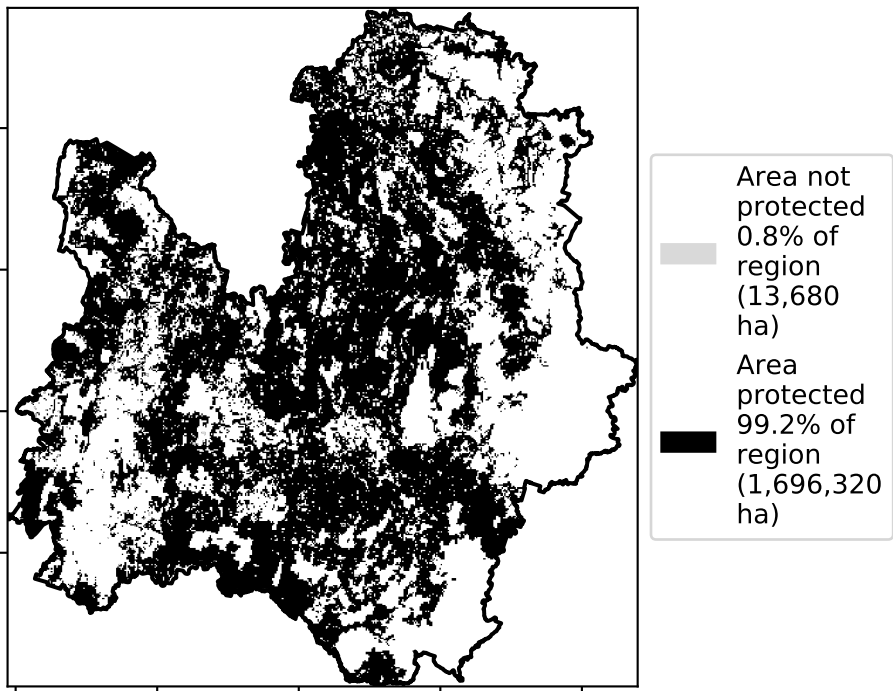 Area not
protected
0.8% of
region
(13,680
ha)
Area
protected
99.2% of
region
(1,696,320
ha)